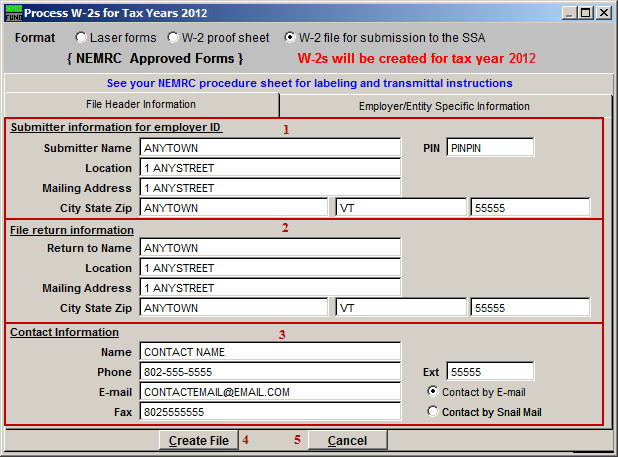 FUND Process W-2s for Tax Years 2012
Format Laser forms W-2 proof sheet W-2 file for submission to the SSA
{ NEMRC Approved Forms } W-2s will be created for tax year 2012
See your NEMRC procedure sheet for labeling and transmittal instructions
File Header Information Employer/Entity Specific Information
Submitter information for employer ID 1
Submitter Name ANYTOWN PIN PINPIN
Location 1 ANYSTREET
Mailing Address 1 ANYSTREET
City State Zip ANYTOWN VT 55555
File return information 2
Return to Name ANYTOWN
Location 1 ANYSTREET
Mailing Address 1 ANYSTREET
City State Zip ANYTOWN VT 55555
Contact Information 3
Name CONTACT NAME
Phone 802-555-5555 Ext 55555
E-mail CONTACTEMAIL@EMAIL.COM Contact by E-mail
Fax 8025555555 Contact by Snail Mail
Create File 4 5 Cancel